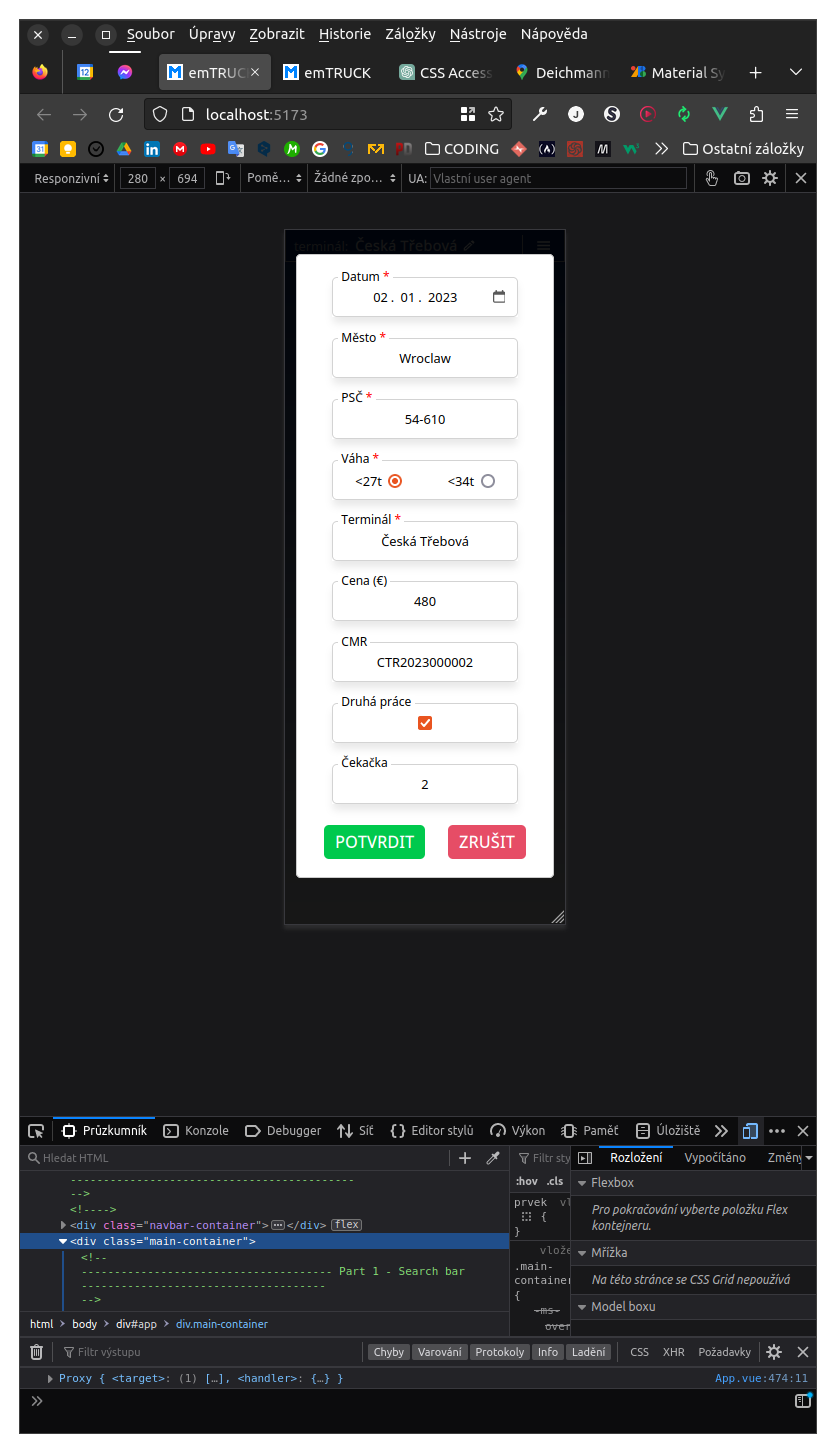 Soubor Úpravy Zobrazit Historie Záložky Nástroje Nápověda
emTRUC emTRUCK CSS Access Deichmann Material Sy
localhost:5173
CODING Ostatní záložky
Responzivní 280 × 694 Pomě... Žádné zpo... UA: Vlastní user agent
terminál: Česká Třebová
Datum *
02 . 01 . 2023
Město *
Wroclaw
PSČ *
54-610
Váha *
<27t <34t
Terminál *
Česká Třebová
Cena (€)
480
CMR
CTR2023000002
Druhá práce
Čekačka
2
POTVRDIT ZRUŠIT
Průzkumník Konzole Debugger Síť Editor stylů Výkon Paměť Úložiště
Hledat HTML Filtr sty Rozložení Vypočítáno Změny
-------------------------------------------
-->
<!---->
<div class="navbar-container"></div> flex
<div class="main-container">
<!--
-------------------------------------- Part 1 - Search bar
-------------------------------------
-->
:hov .cls
prvek
{
}
vlože
.main-
container
{
-ms-
over
Flexbox
Pro pokračování vyberte položku Flex
kontejneru.
Mřížka
Na této stránce se CSS Grid nepoužívá
Model boxu
html body div#app div.main-container
Filtr výstupu Chyby Varování Protokoly Info Ladění CSS XHR Požadavky
Proxy { <target>: (1) […], <handler>: {…} } App.vue:474:11